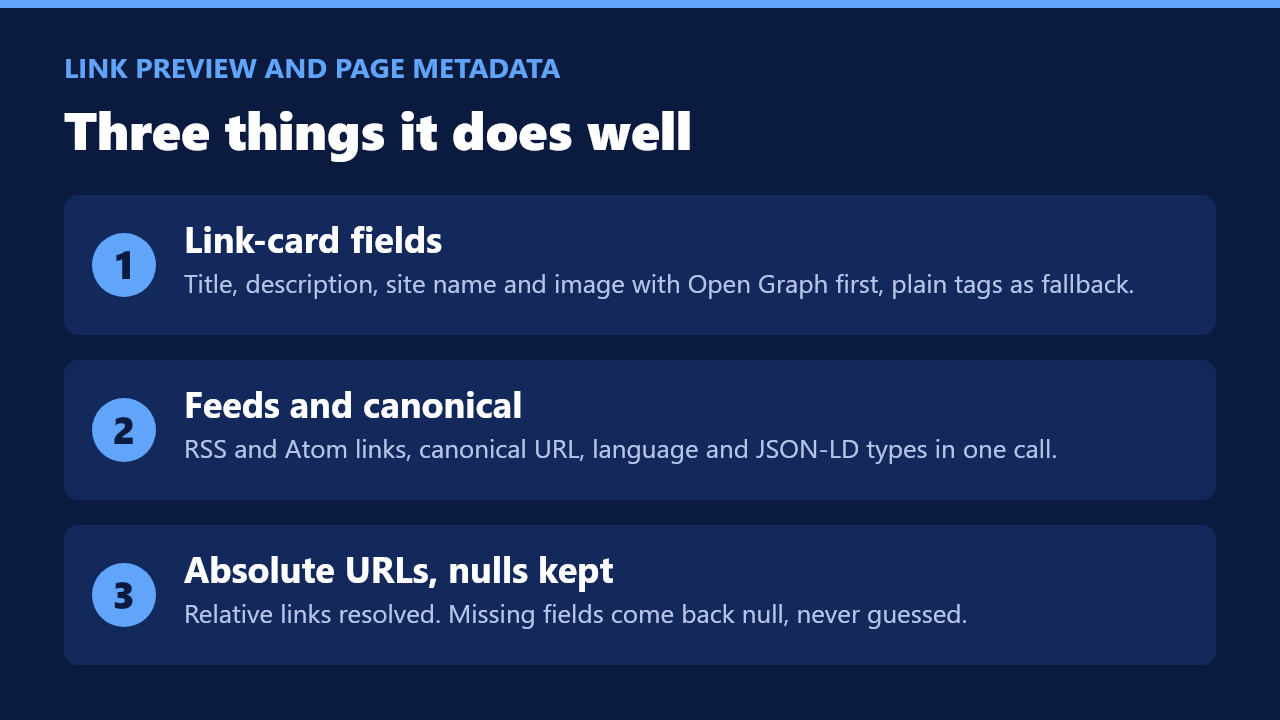 LINK PREVIEW AND PAGE METADATA
Three things it does well
1
Link-card fields
Title, description, site name and image with Open Graph first, plain tags as fallback.
2
Feeds and canonical
RSS and Atom links, canonical URL, language and JSON-LD types in one call.
3
Absolute URLs, nulls kept
Relative links resolved. Missing fields come back null, never guessed.